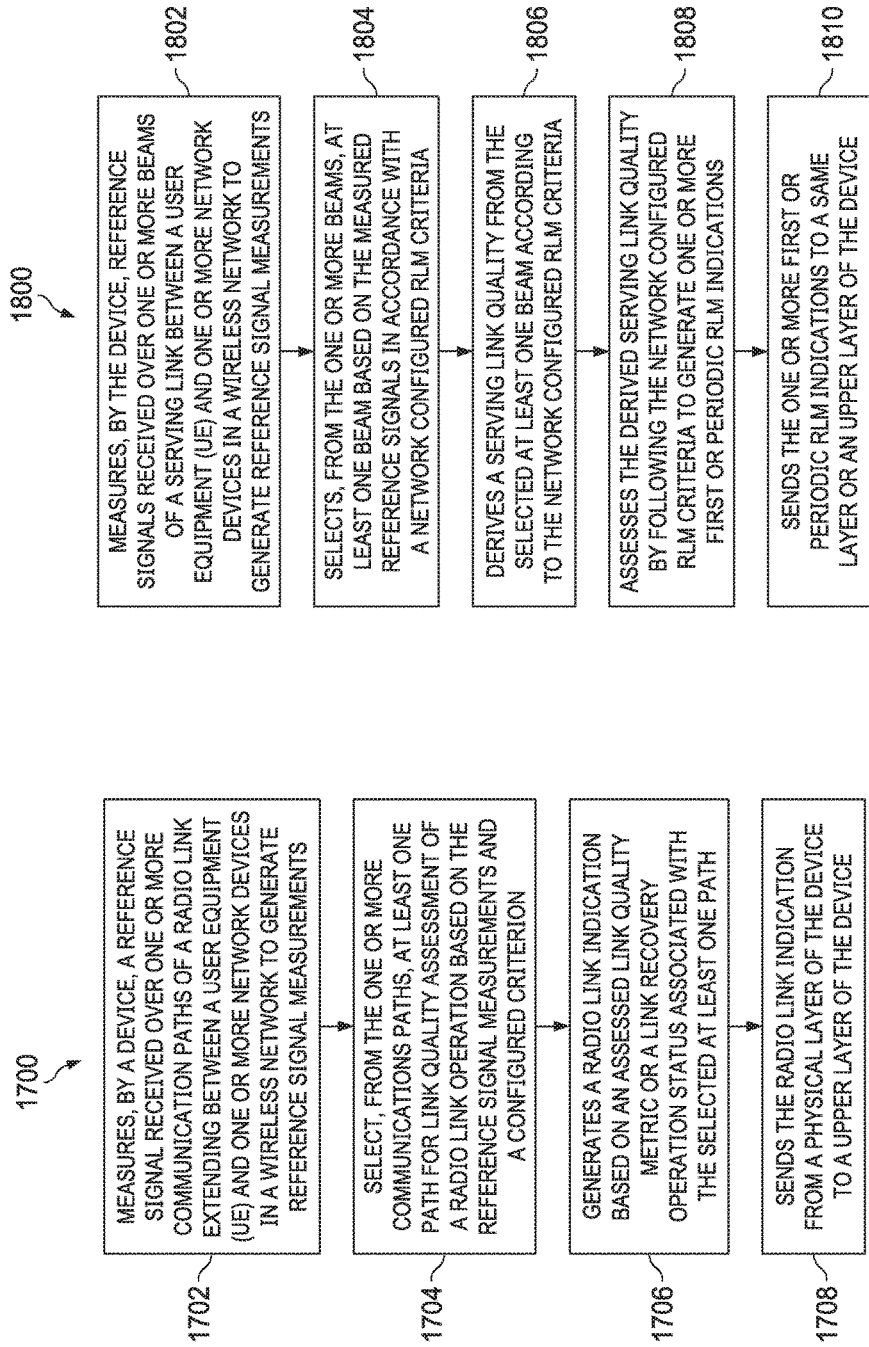 1700
1702
MEASURES, BY A DEVICE, A REFERENCE
SIGNAL RECEIVED OVER ONE OR MORE
COMMUNICATION PATHS OF A RADIO LINK
EXTENDING BETWEEN A USER EQUIPMENT
(UE) AND ONE OR MORE NETWORK DEVICES
IN A WIRELESS NETWORK TO GENERATE
REFERENCE SIGNAL MEASUREMENTS
1704
SELECT, FROM THE ONE OR MORE
COMMUNICATIONS PATHS, AT LEAST ONE
PATH FOR LINK QUALITY ASSESSMENT OF
A RADIO LINK OPERATION BASED ON THE
REFERENCE SIGNAL MEASUREMENTS AND
A CONFIGURED CRITERION
1706
GENERATES A RADIO LINK INDICATION
BASED ON AN ASSESSED LINK QUALITY
METRIC OR A LINK RECOVERY
OPERATION STATUS ASSOCIATED WITH
THE SELECTED AT LEAST ONE PATH
1708
SENDS THE RADIO LINK INDICATION
FROM A PHYSICAL LAYER OF THE DEVICE
TO A UPPER LAYER OF THE DEVICE
1800
MEASURES, BY THE DEVICE, REFERENCE
SIGNALS RECEIVED OVER ONE OR MORE BEAMS
OF A SERVING LINK BETWEEN A USER
EQUIPMENT (UE) AND ONE OR MORE NETWORK
DEVICES IN A WIRELESS NETWORK TO
GENERATE REFERENCE SIGNAL MEASUREMENTS
1802
SELECTS, FROM THE ONE OR MORE BEAMS, AT
LEAST ONE BEAM BASED ON THE MEASURED
REFERENCE SIGNALS IN ACCORDANCE WITH
A NETWORK CONFIGURED RLM CRITERIA
1804
DERIVES A SERVING LINK QUALITY FROM THE
SELECTED AT LEAST ONE BEAM ACCORDING
TO THE NETWORK CONFIGURED RLM CRITERIA
1806
ASSESSES THE DERIVED SERVING LINK QUALITY
BY FOLLOWING THE NETWORK CONFIGURED
RLM CRITERIA TO GENERATE ONE OR MORE
FIRST OR PERIODIC RLM INDICATIONS
1808
SENDS THE ONE OR MORE FIRST OR
PERIODIC RLM INDICATIONS TO A SAME
LAYER OR AN UPPER LAYER OF THE DEVICE
1810